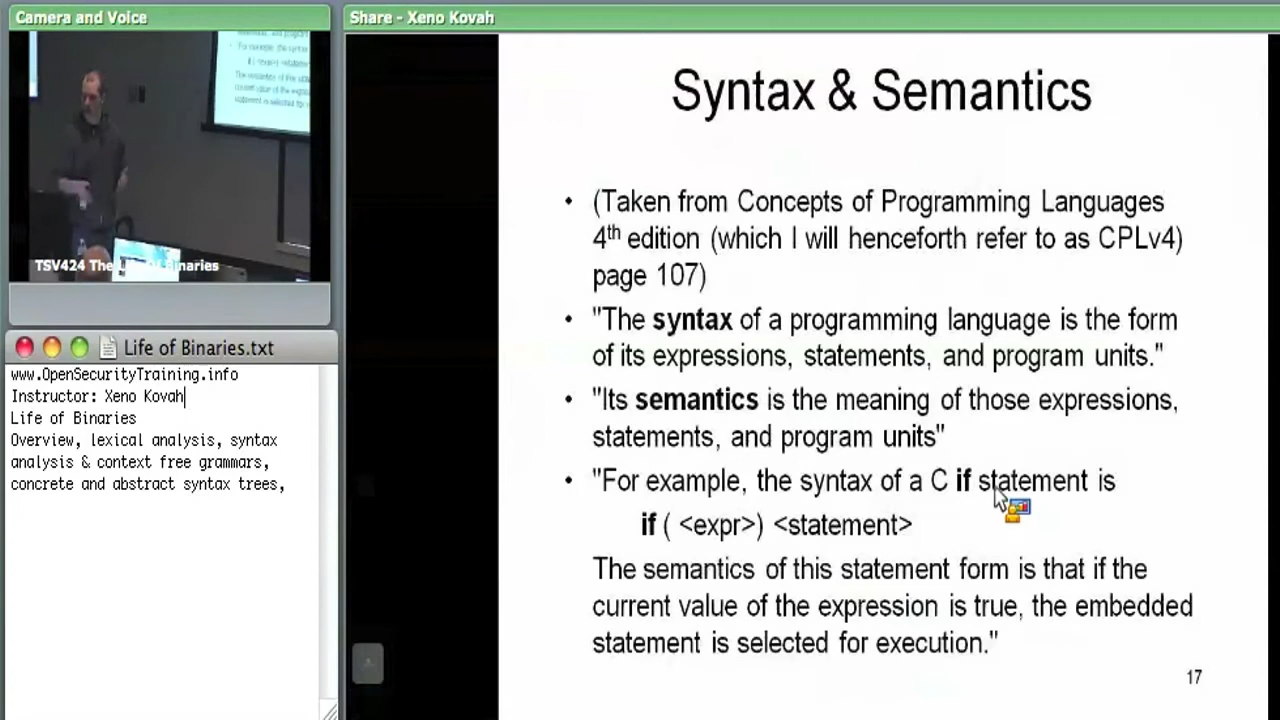 Camera and Voice
Share - Xeno Kovah
TSV424 The Life Of Binaries
Life of Binaries.txt
www.OpenSecurityTraining.info
Instructor: Xeno Kovah
Life of Binaries
Overview, lexical analysis, syntax
analysis & context free grammars,
concrete and abstract syntax trees,
Syntax & Semantics
• (Taken from Concepts of Programming Languages
4th edition (which I will henceforth refer to as CPLv4)
page 107)
• "The syntax of a programming language is the form
of its expressions, statements, and program units."
• "Its semantics is the meaning of those expressions,
statements, and program units"
• "For example, the syntax of a C if statement is
if ( <expr>) <statement>
The semantics of this statement form is that if the
current value of the expression is true, the embedded
statement is selected for execution."
17